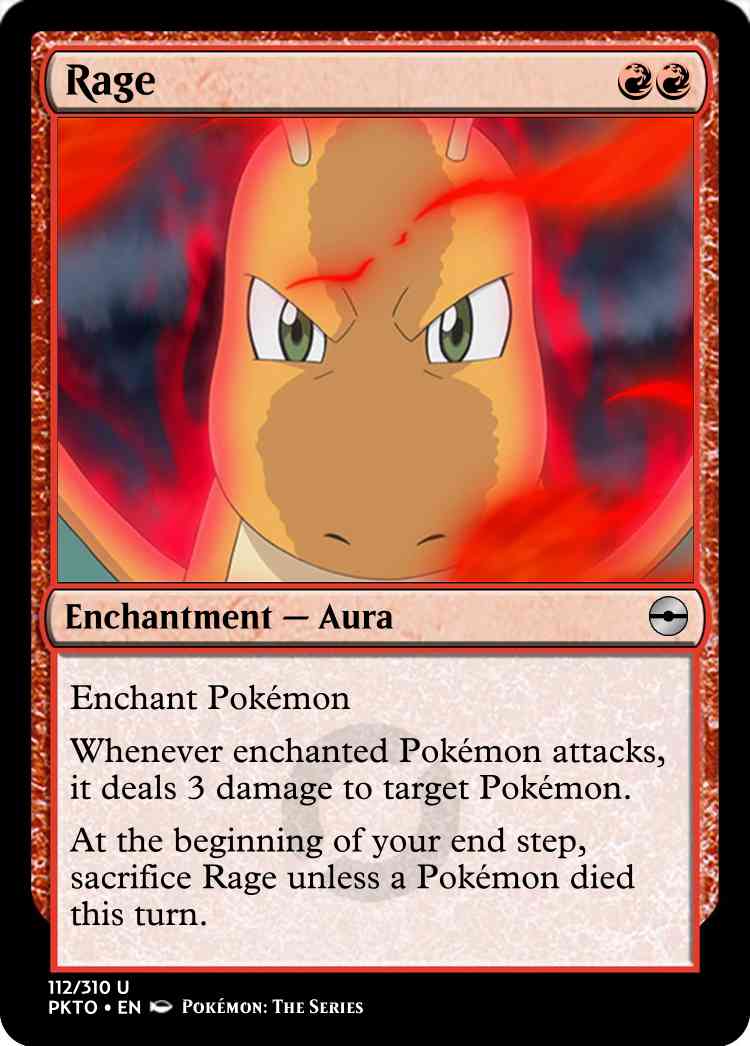 Rage
Enchantment — Aura
Enchant Pokémon
Whenever enchanted Pokémon attacks,
it deals 3 damage to target Pokémon.
At the beginning of your end step,
sacrifice Rage unless a Pokémon died
this turn.
112/310 U
PKTO • EN Pokémon: The Series